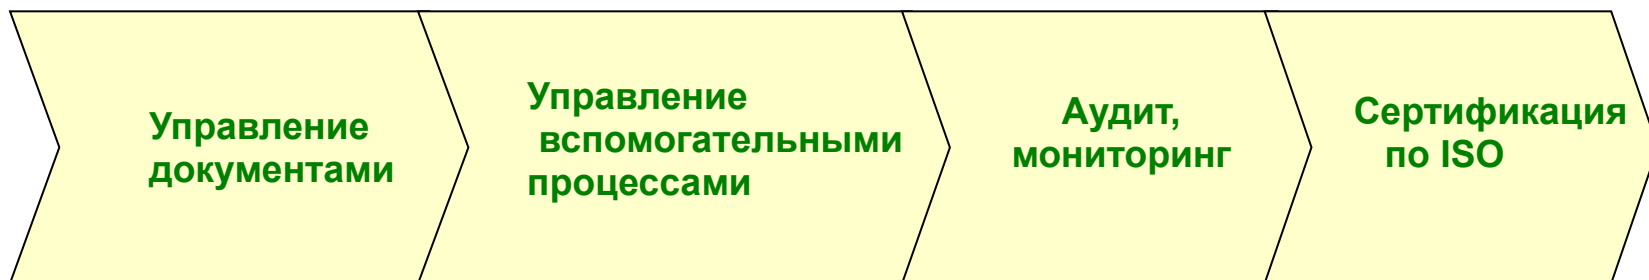 Управление
документами
Управление
вспомогательными
процессами
Аудит,
мониторинг
Сертификация
по ISO